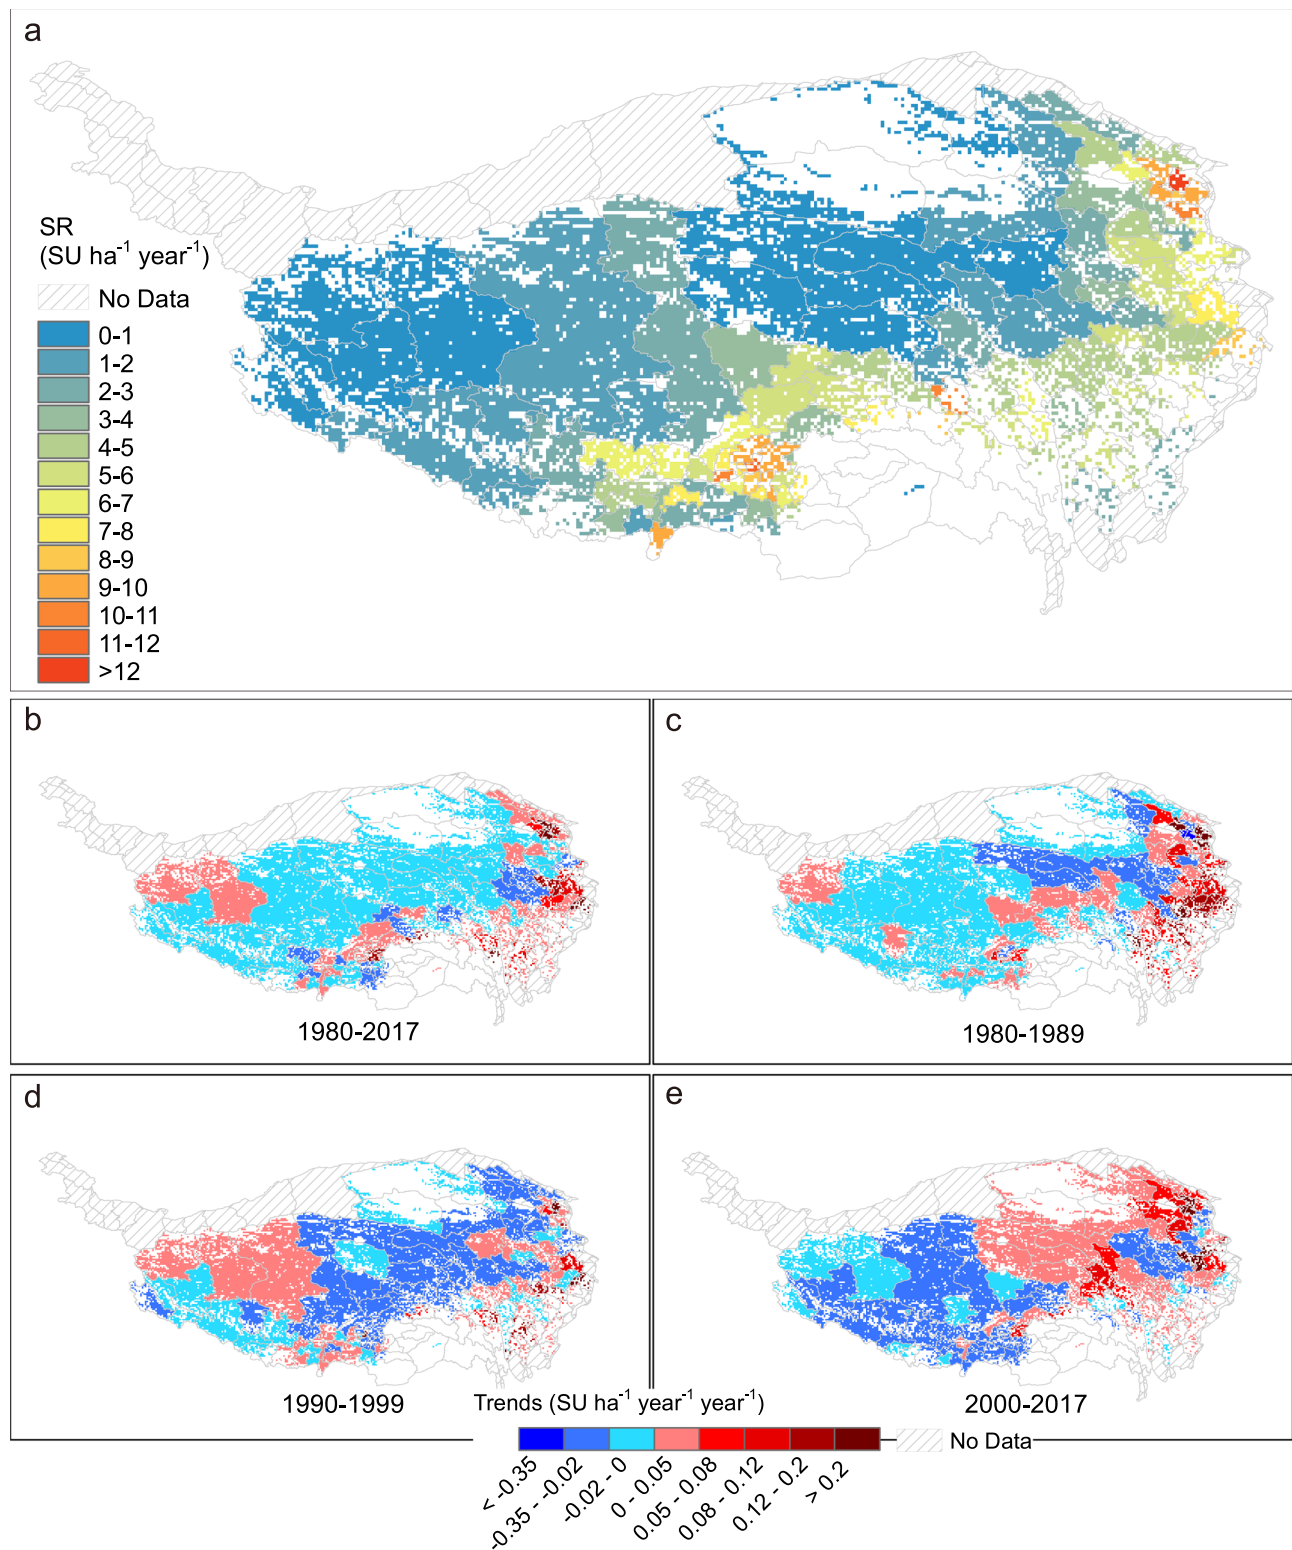 a
SR
(SU ha⁻¹ year⁻¹)
No Data
0-1
1-2
2-3
3-4
4-5
5-6
6-7
7-8
8-9
9-10
10-11
11-12
>12
b
1980-2017
c
1980-1989
d
1990-1999
e
2000-2017
Trends (SU ha⁻¹ year⁻¹ year⁻¹)
< -0.35
-0.35 - -0.02
-0.02 - 0
0 - 0.05
0.05 - 0.08
0.08 - 0.12
0.12 - 0.2
> 0.2
No Data